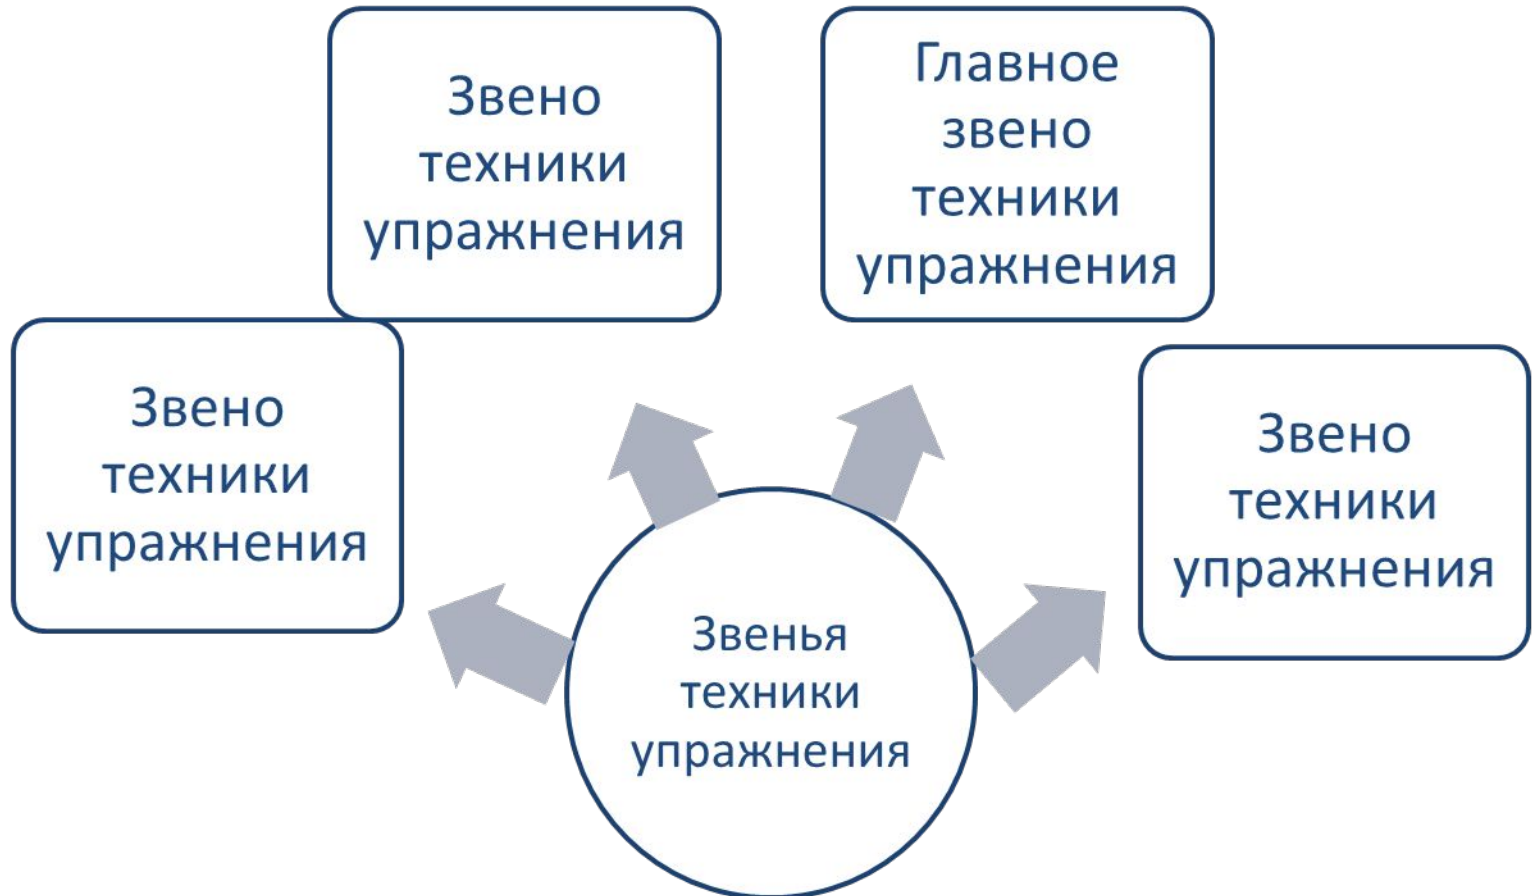 Звено
техники
упражнения
Звено
техники
упражнения
Главное
звено
техники
упражнения
Звено
техники
упражнения
Звенья
техники
упражнения